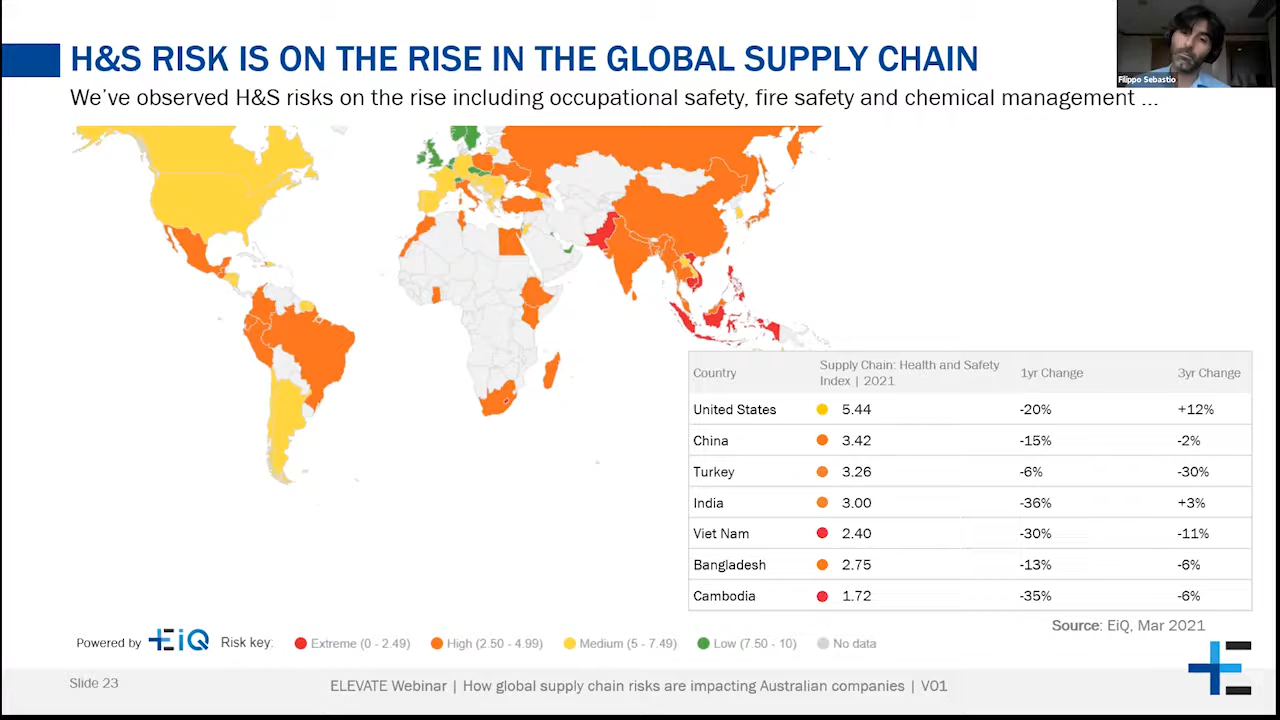 H&S RISK IS ON THE RISE IN THE GLOBAL SUPPLY CHAIN
Filippo Sebastio
We've observed H&S risks on the rise including occupational safety, fire safety and chemical management ...
Country Supply Chain: Health and Safety Index | 2021 1yr Change 3yr Change
United States 5.44 -20% +12%
China 3.42 -15% -2%
Turkey 3.26 -6% -30%
India 3.00 -36% +3%
Viet Nam 2.40 -30% -11%
Bangladesh 2.75 -13% -6%
Cambodia 1.72 -35% -6%
Source: EiQ, Mar 2021
Powered by EiQ Risk key: Extreme (0 - 2.49) High (2.50 - 4.99) Medium (5 - 7.49) Low (7.50 - 10) No data
Slide 23
ELEVATE Webinar | How global supply chain risks are impacting Australian companies | V01